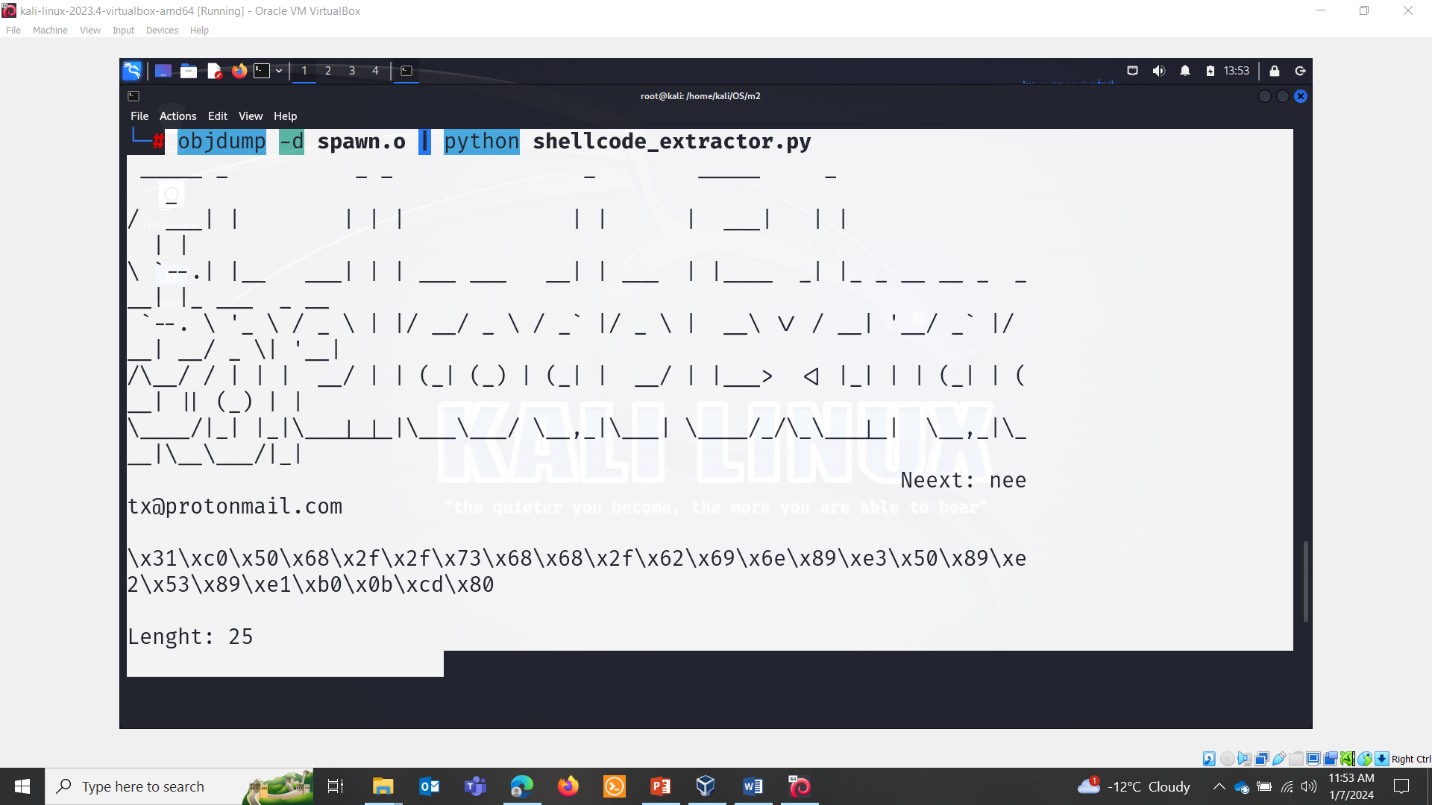 kali-linux-2023.4-virtualbox-amd64 [Running] - Oracle VM VirtualBox
File Machine View Input Devices Help
1 2 3 4 13:53
root@kali: /home/kali/OS/m2
File Actions Edit View Help
└─# objdump -d spawn.o | python shellcode_extractor.py
Neext: nee
tx@protonmail.com
KALI LINUX
"the quieter you become, the more you are able to hear"
\x31\xc0\x50\x68\x2f\x2f\x73\x68\x68\x2f\x62\x69\x6e\x89\xe3\x50\x89\xe
2\x53\x89\xe1\xb0\x0b\xcd\x80
Lenght: 25
Right Ctrl
Type here to search
1 -12°C Cloudy
11:53 AM
1/7/2024